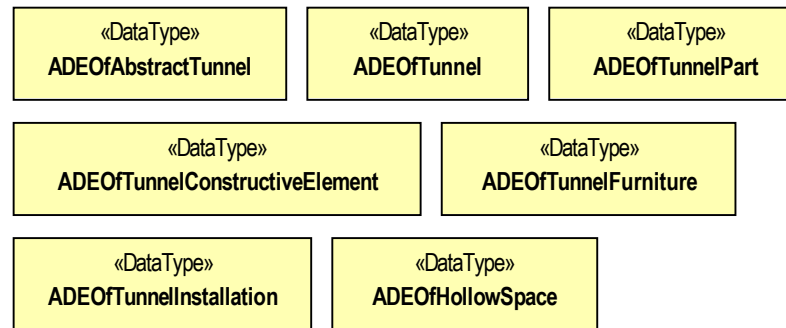 «DataType» «DataType» «DataType»
ADEOfAbstractTunnel ADEOfTunnel ADEOfTunnelPart
«DataType» «DataType»
ADEOfTunnelConstructiveElement ADEOfTunnelFurniture
«DataType» «DataType»
ADEOfTunnelInstallation ADEOfHollowSpace